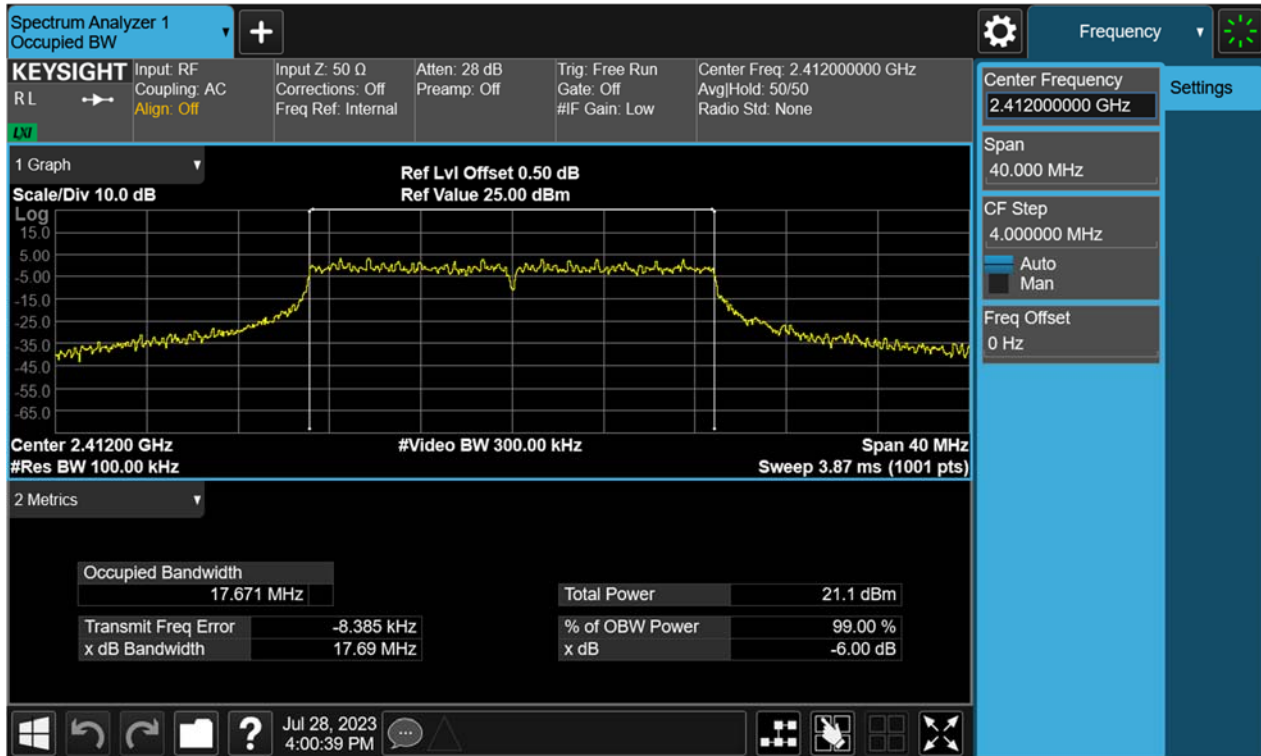 Spectrum Analyzer 1
Occupied BW
+
Frequency
KEYSIGHT
RL
LXI
Input: RF
Coupling: AC
Align: Off
Input Z: 50 Ω
Corrections: Off
Freq Ref: Internal
Atten: 28 dB
Preamp: Off
Trig: Free Run
Gate: Off
#IF Gain: Low
Center Freq: 2.412000000 GHz
Avg|Hold: 50/50
Radio Std: None
Center Frequency
2.412000000 GHz
Settings
Span
40.000 MHz
CF Step
4.000000 MHz
Auto
Man
Freq Offset
0 Hz
1 Graph
Scale/Div 10.0 dB
Ref Lvl Offset 0.50 dB
Ref Value 25.00 dBm
Log
15.0
5.00
-5.00
-15.0
-25.0
-35.0
-45.0
-55.0
-65.0
Center 2.41200 GHz
#Video BW 300.00 kHz
Span 40 MHz
#Res BW 100.00 kHz
Sweep 3.87 ms (1001 pts)
2 Metrics
Occupied Bandwidth
17.671 MHz
Total Power 21.1 dBm
Transmit Freq Error -8.385 kHz
% of OBW Power 99.00 %
x dB Bandwidth 17.69 MHz
x dB -6.00 dB
?
Jul 28, 2023
4:00:39 PM